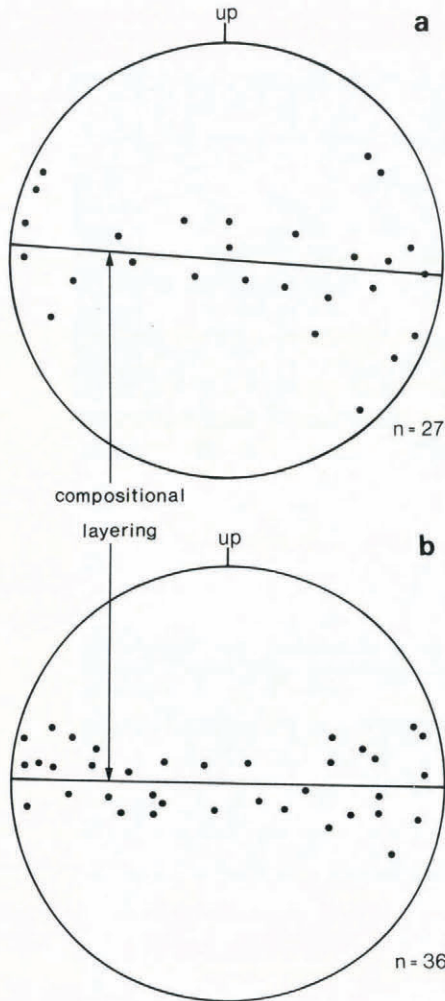 up
a
n = 27
compositional
layering
up
b
n = 36